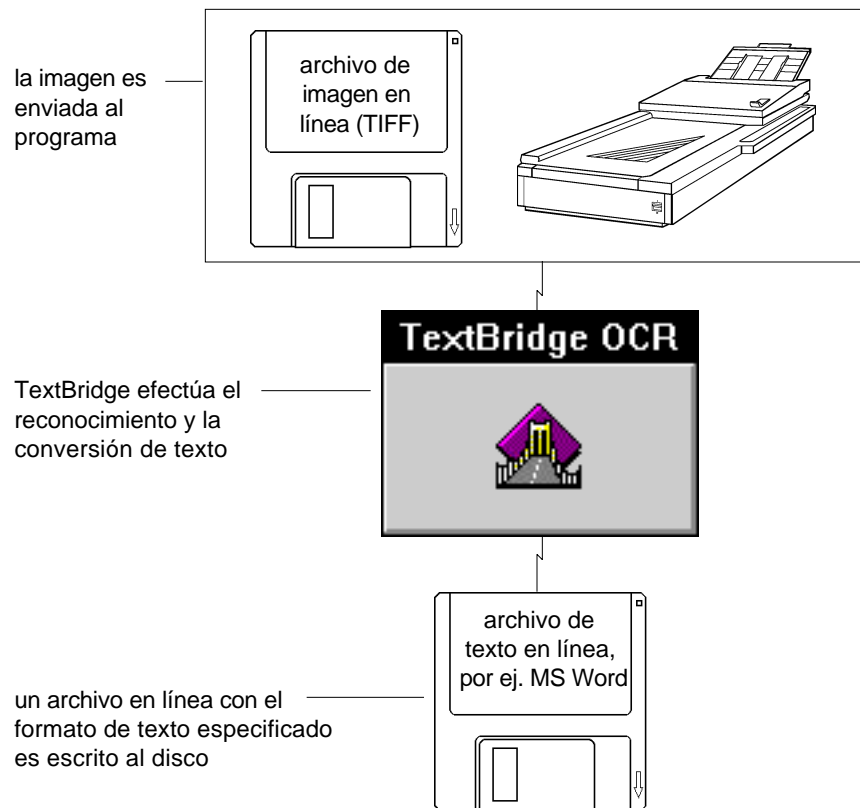 la imagen es
enviada al
programa
archivo de
imagen en
línea (TIFF)
TextBridge OCR
TextBridge efectúa el
reconocimiento y la
conversión de texto
archivo de
texto en línea,
por ej. MS Word
un archivo en línea con el
formato de texto especificado
es escrito al disco